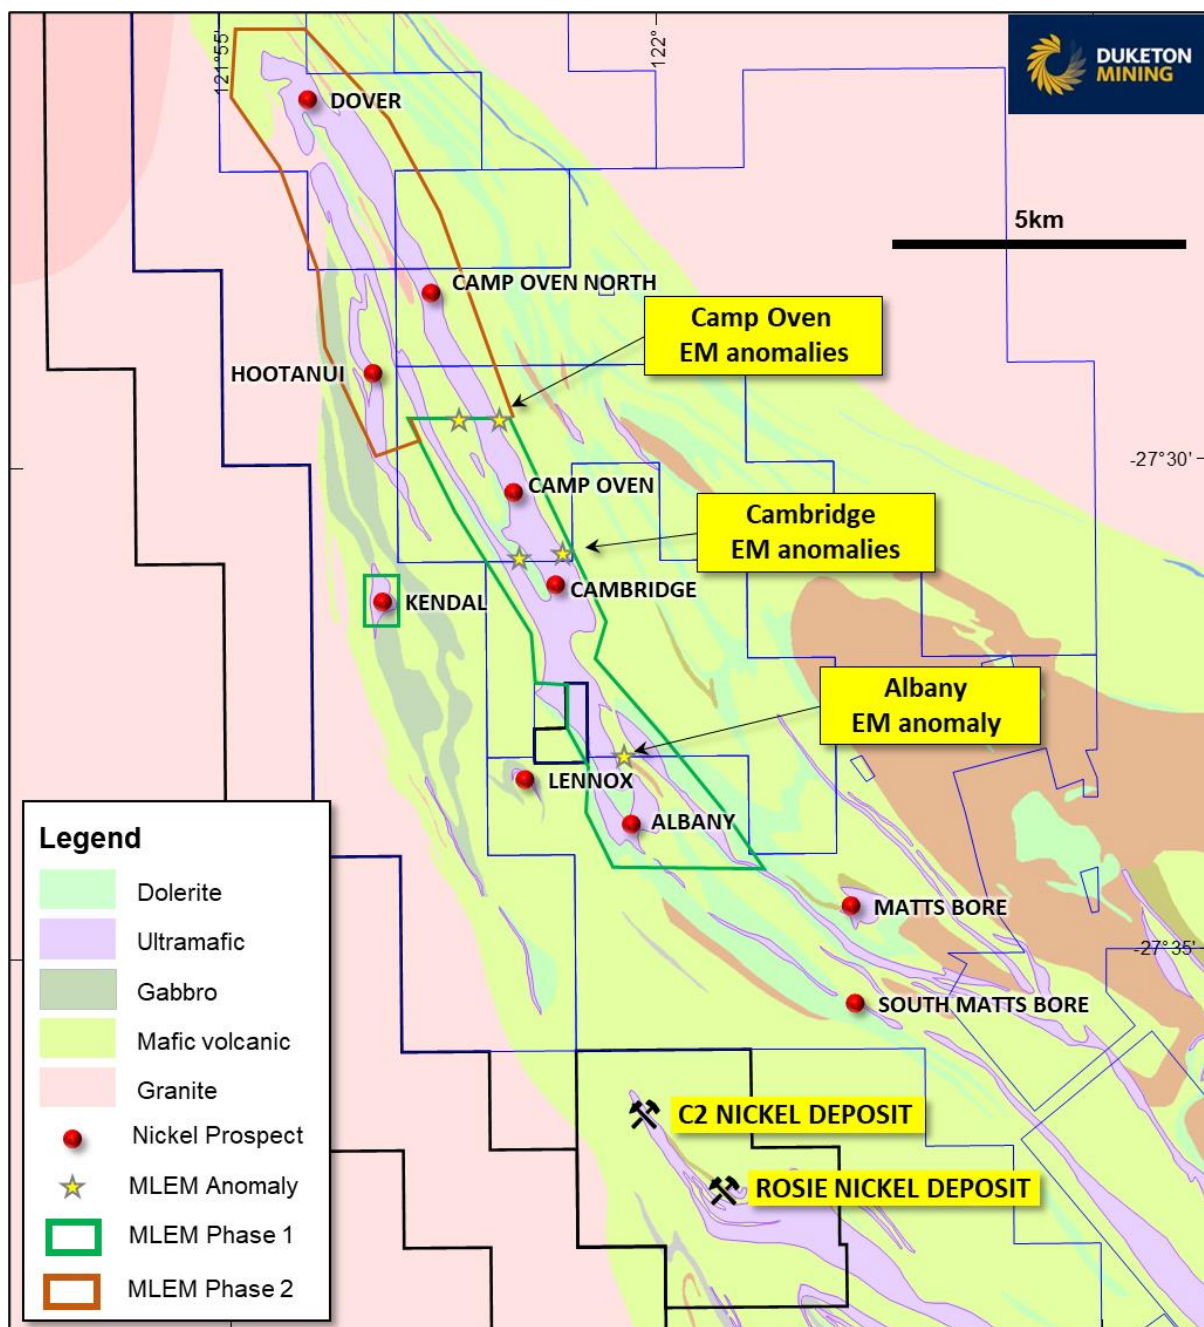 121°55'
122°
DUKETON
MINING
DOVER
5km
CAMP OVEN NORTH
Camp Oven
EM anomalies
HOOTANUI
-27°30'
CAMP OVEN
Cambridge
EM anomalies
CAMBRIDGE
KENDAL
Albany
EM anomaly
LENNOX
ALBANY
MATTS BORE
-27°35'
SOUTH MATTS BORE
C2 NICKEL DEPOSIT
ROSIE NICKEL DEPOSIT
Legend
Dolerite
Ultramafic
Gabbro
Mafic volcanic
Granite
Nickel Prospect
MLEM Anomaly
MLEM Phase 1
MLEM Phase 2